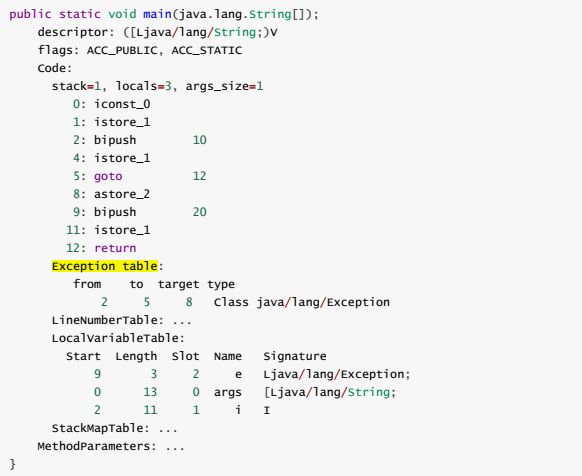 public static void main(java.lang.String[]);
    descriptor: ([Ljava/lang/String;)V
    flags: ACC_PUBLIC, ACC_STATIC
    Code:
      stack=1, locals=3, args_size=1
         0: iconst_0
         1: istore_1
         2: bipush        10
         4: istore_1
         5: goto          12
         8: astore_2
         9: bipush        20
        11: istore_1
        12: return
      Exception table:
         from    to  target type
             2     5     8   Class java/lang/Exception
      LineNumberTable: ...
      LocalVariableTable:
        Start  Length  Slot  Name   Signature
            9       3     2     e   Ljava/lang/Exception;
            0      13     0  args   [Ljava/lang/String;
            2      11     1     i   I
      StackMapTable: ...
    MethodParameters: ...
}